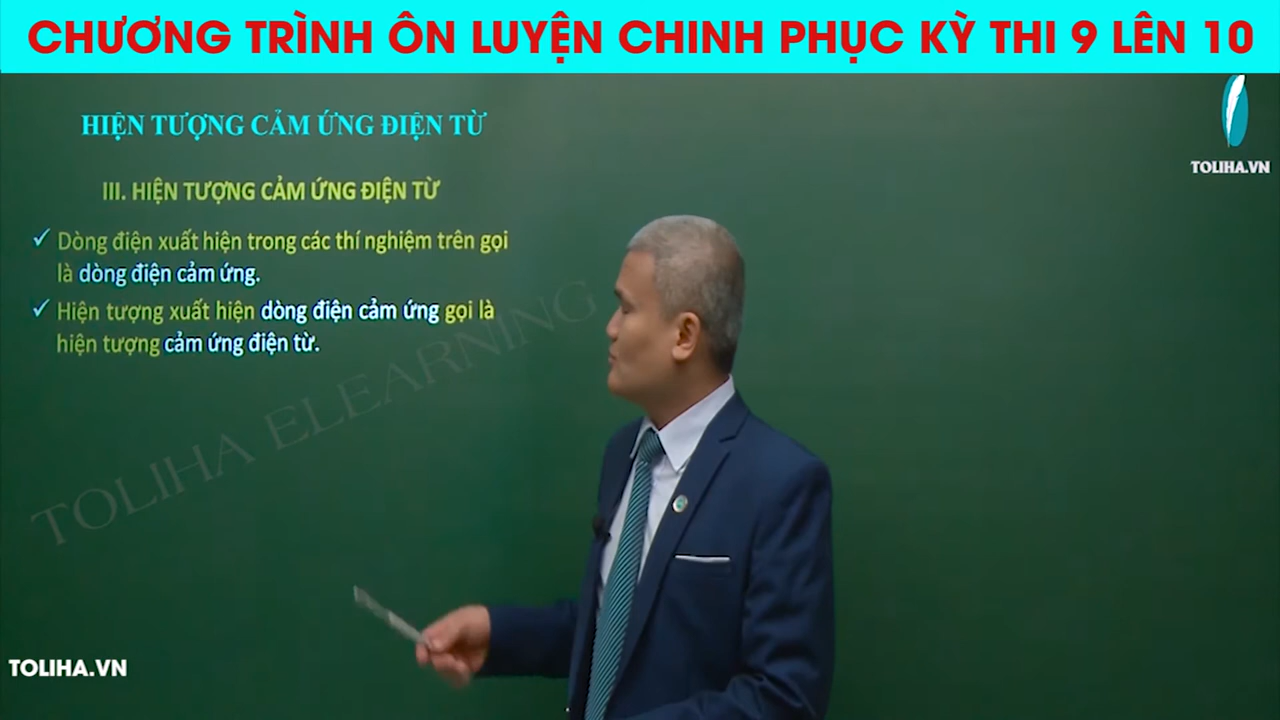 CHƯƠNG TRÌNH ÔN LUYỆN CHINH PHỤC KỲ THI 9 LÊN 10
TOLIHA.VN
HIỆN TƯỢNG CẢM ỨNG ĐIỆN TỪ
III. HIỆN TƯỢNG CẢM ỨNG ĐIỆN TỪ
✓ Dòng điện xuất hiện trong các thí nghiệm trên gọi
là dòng điện cảm ứng.
✓ Hiện tượng xuất hiện dòng điện cảm ứng gọi là
hiện tượng cảm ứng điện từ.
TOLIHA ELEARNING
TOLIHA.VN